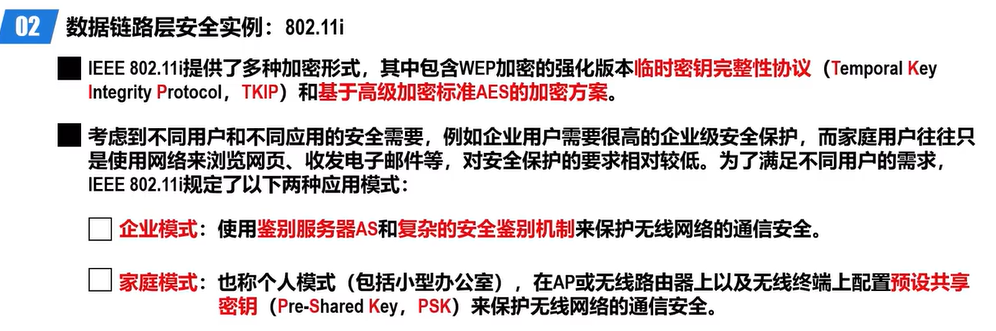 02 数据链路层安全实例：802.11i
IEEE 802.11i提供了多种加密形式，其中包含WEP加密的强化版本临时密钥完整性协议（Temporal Key
Integrity Protocol，TKIP）和基于高级加密标准AES的加密方案。
考虑到不同用户和不同应用的安全需要，例如企业用户需要很高的企业级安全保护，而家庭用户往往只
是使用网络来浏览网页、收发电子邮件等，对安全保护的要求相对较低。为了满足不同用户的需求，
IEEE 802.11i规定了以下两种应用模式：
企业模式：使用鉴别服务器AS和复杂的安全鉴别机制来保护无线网络的通信安全。
家庭模式：也称个人模式（包括小型办公室），在AP或无线路由器上以及无线终端上配置预设共享
密钥（Pre-Shared Key，PSK）来保护无线网络的通信安全。